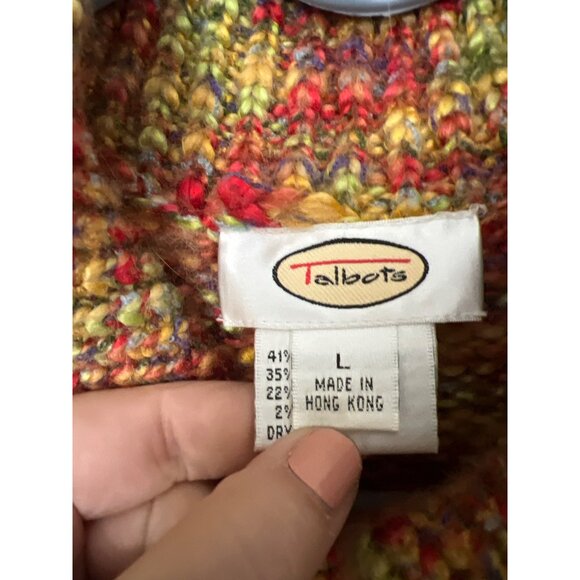 Talbots
L
MADE IN
HONG KONG
41%
35%
22%
2%
DRY